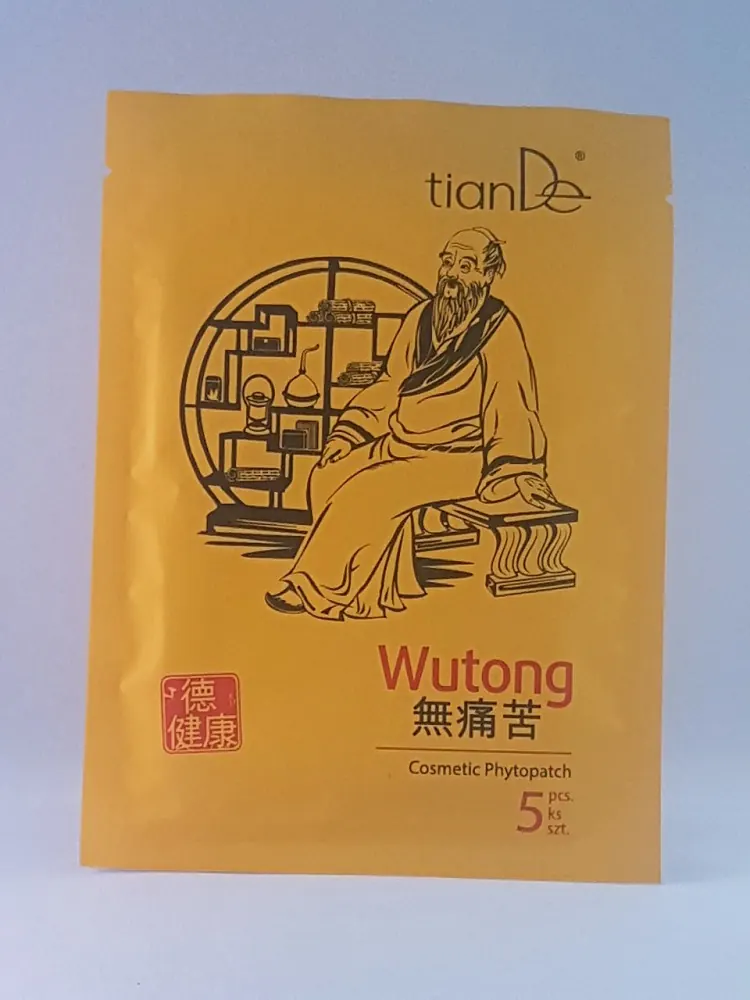 tianDe®
Wutong
無痛苦
德
健康
Cosmetic Phytopatch
5 pcs.
ks
szt.